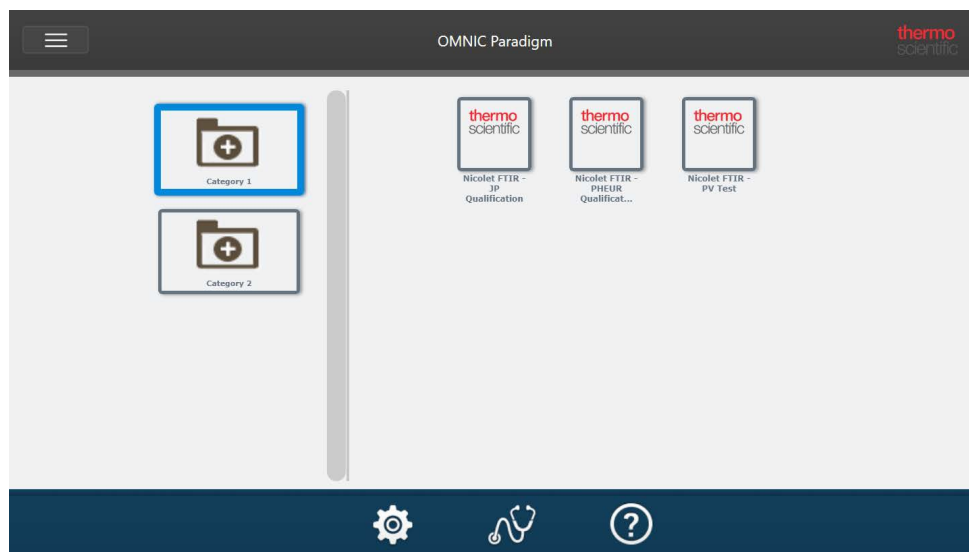 OMNIC Paradigm
thermo
scientific
Category 1
Category 2
thermo
scientific
Nicolet FTIR -
JP
Qualification
thermo
scientific
Nicolet FTIR -
PHEUR
Qualificat...
thermo
scientific
Nicolet FTIR -
PV Test
?